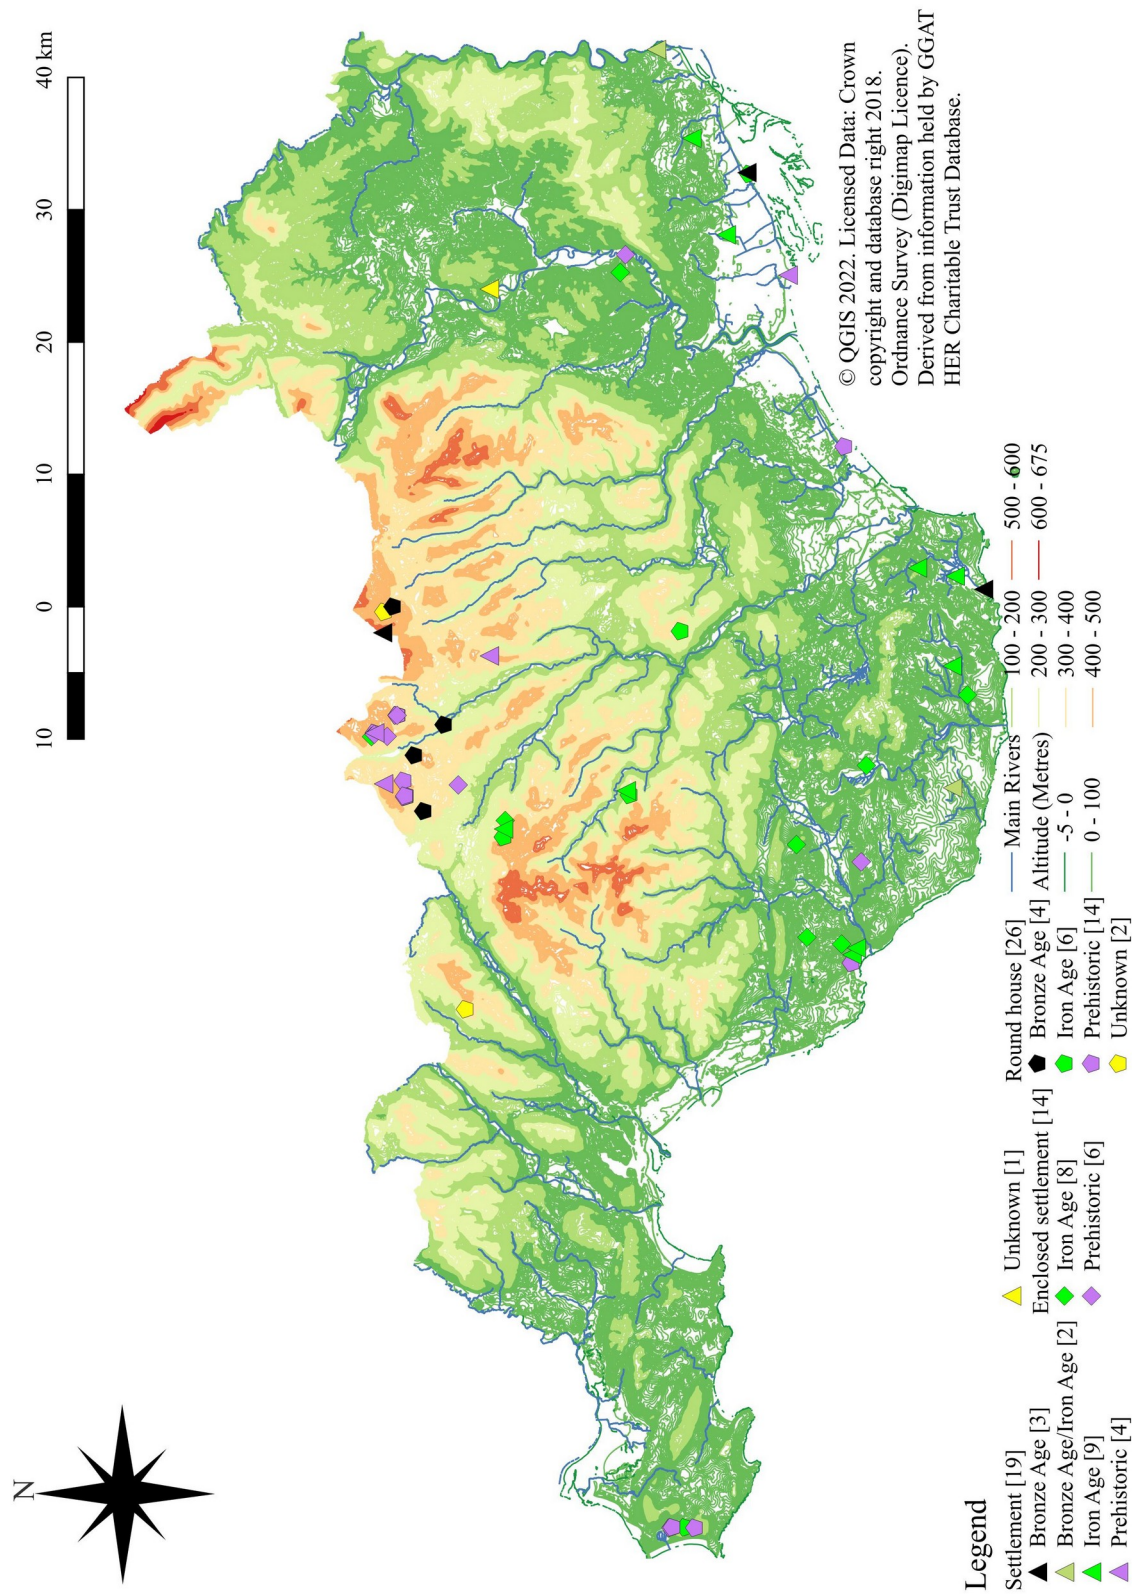 N
10 0 10 20 30 40 km
© QGIS 2022. Licensed Data: Crown
copyright and database right 2018.
Ordnance Survey (Digimap Licence).
Derived from information held by GGAT
HER Charitable Trust Database.
Legend
Settlement [19]
Bronze Age [3]
Bronze Age/Iron Age [2]
Iron Age [9]
Prehistoric [4]
Unknown [1]
Enclosed settlement [14]
Iron Age [8]
Prehistoric [6]
Round house [26]
Bronze Age [4]
Iron Age [6]
Prehistoric [14]
Unknown [2]
Main Rivers
Altitude (Metres)
-5 - 0
0 - 100
100 - 200
200 - 300
300 - 400
400 - 500
500 - 600
600 - 675